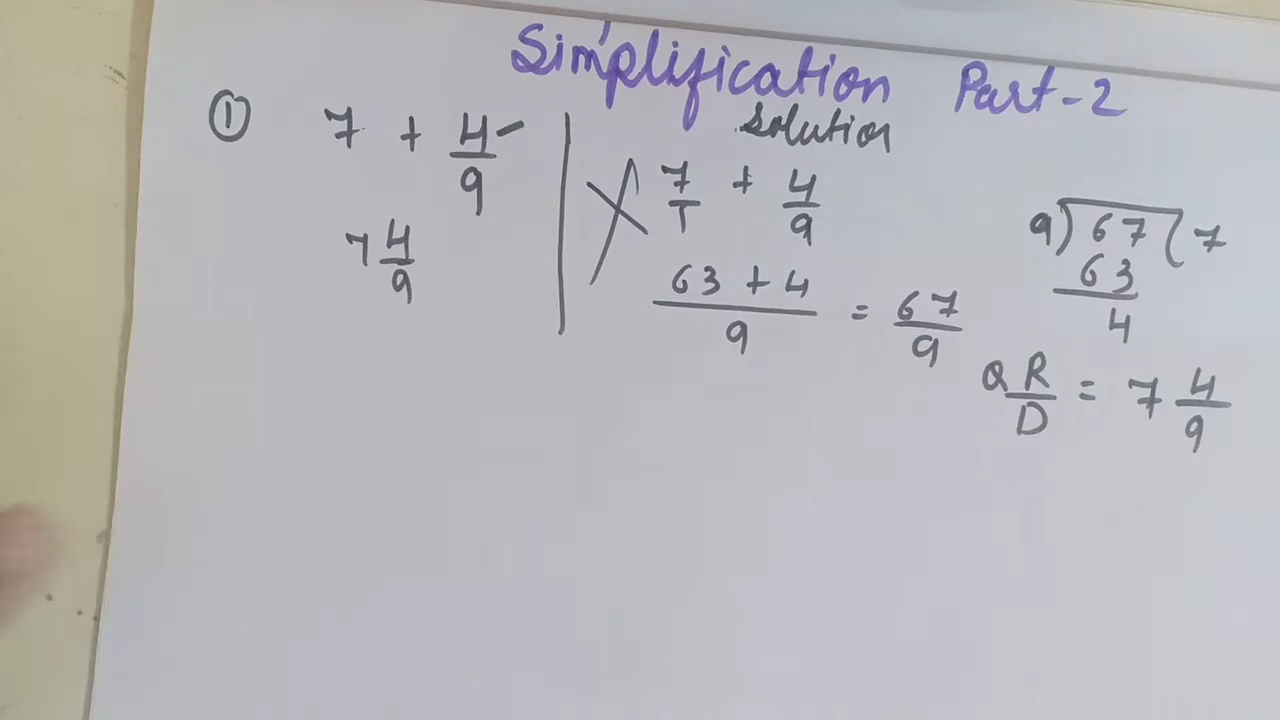 Simplification Part-2
① 7 + 4/9
7 4/9
Solution
7/1 + 4/9
63 + 4/9 = 67/9
9) 67 (7
63
4
Q R/D = 7 4/9